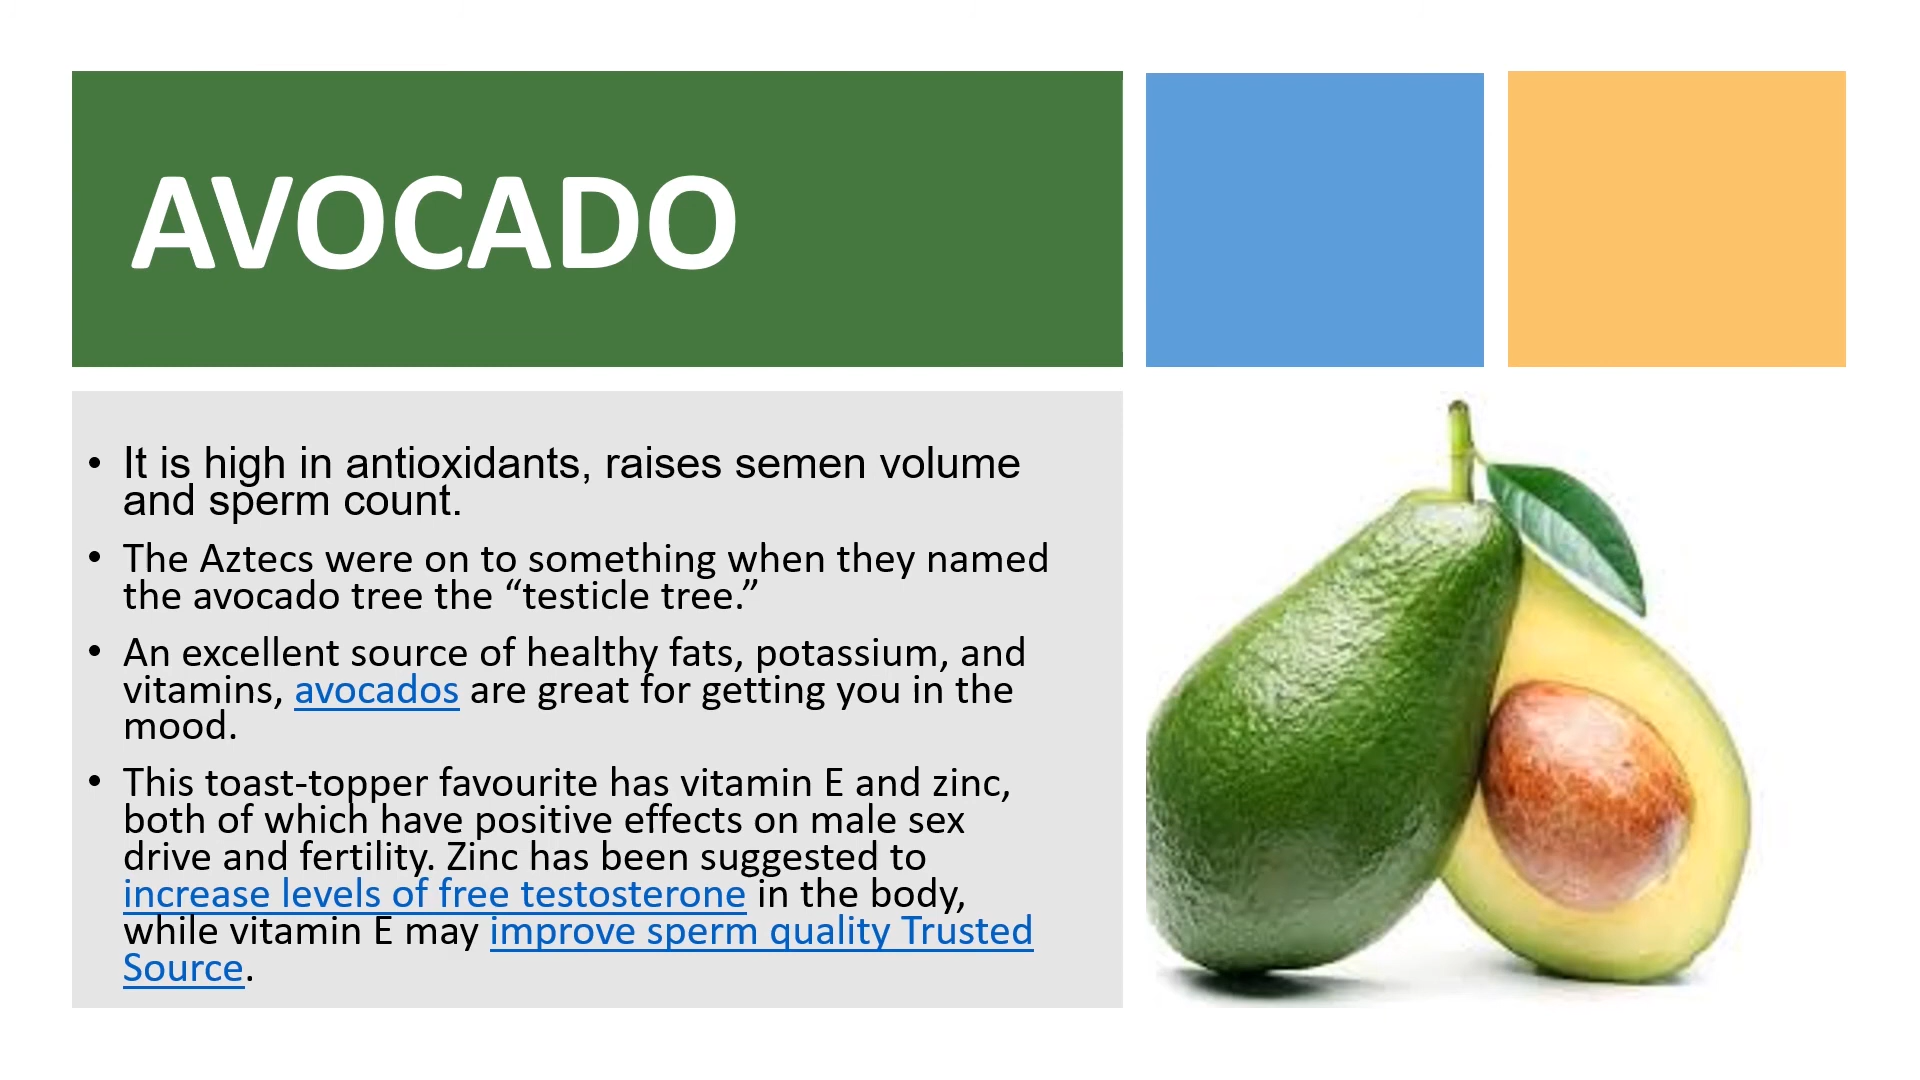 AVOCADO
• It is high in antioxidants, raises semen volume
and sperm count.
• The Aztecs were on to something when they named
the avocado tree the “testicle tree.”
• An excellent source of healthy fats, potassium, and
vitamins, avocados are great for getting you in the
mood.
• This toast-topper favourite has vitamin E and zinc,
both of which have positive effects on male sex
drive and fertility. Zinc has been suggested to
increase levels of free testosterone in the body,
while vitamin E may improve sperm quality Trusted
Source.